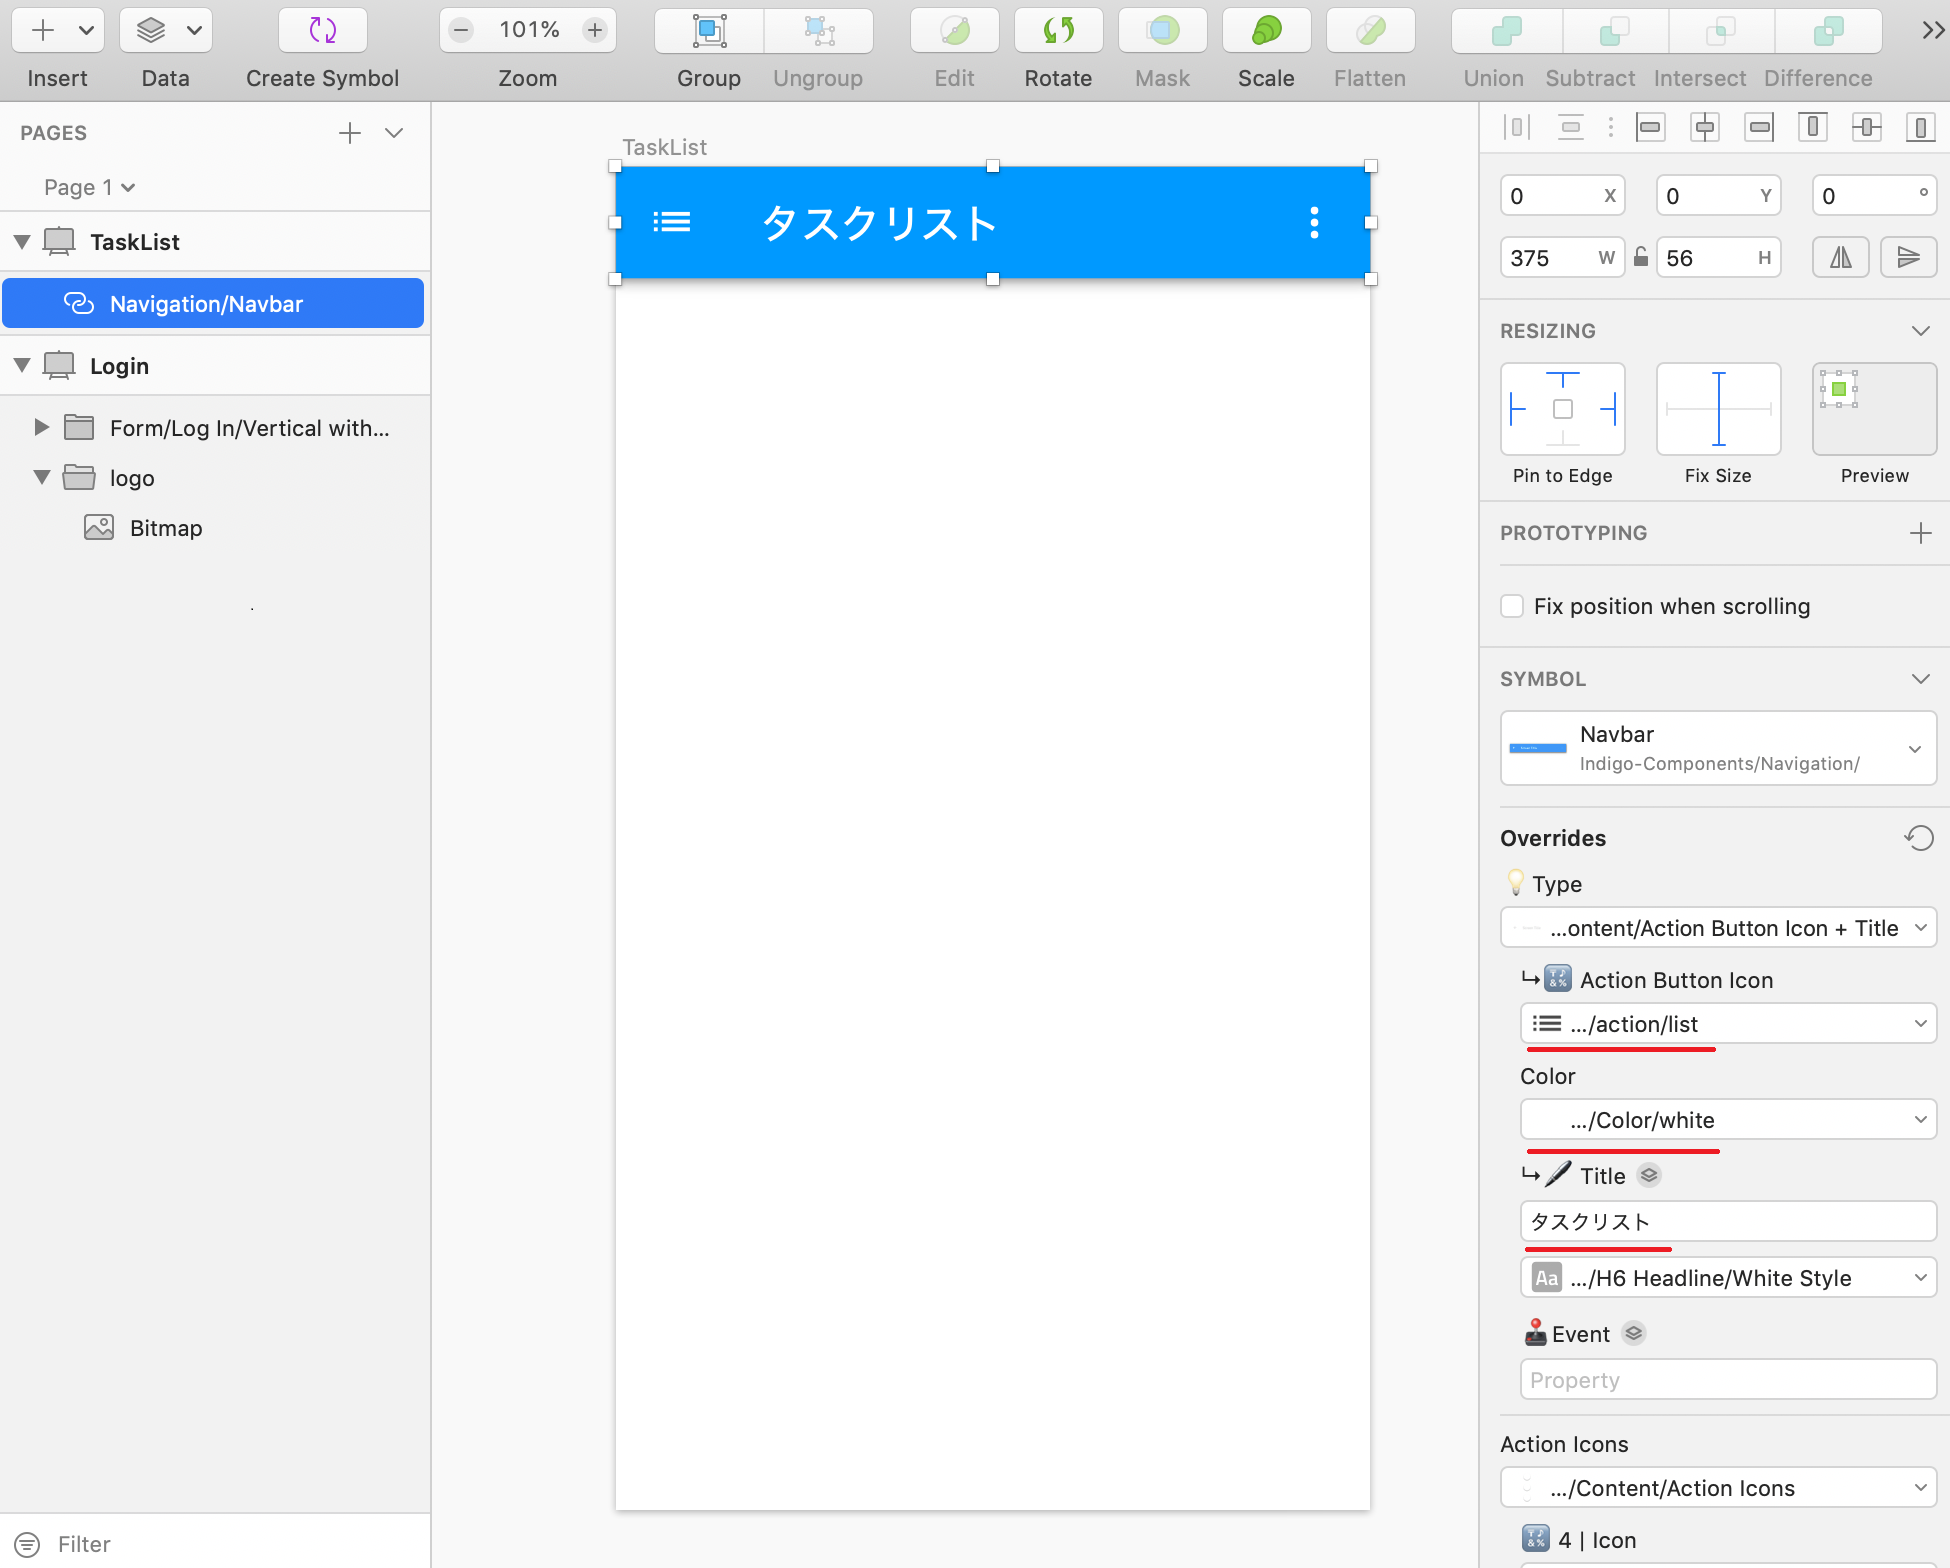 101%
Insert
Data
Create Symbol
Zoom
Group
Ungroup
Edit
Rotate
Mask
Scale
Flatten
Union
Subtract
Intersect
Difference
PAGES
Page 1
TaskList
Navigation/Navbar
Login
Form/Log In/Vertical with...
logo
Bitmap
Filter
TaskList
タスクリスト
0 X
0 Y
0 °
375 W
56 H
RESIZING
Pin to Edge
Fix Size
Preview
PROTOTYPING
Fix position when scrolling
SYMBOL
Navbar
Indigo-Components/Navigation/
Overrides
Type
...ontent/Action Button Icon + Title
Action Button Icon
.../action/list
Color
.../Color/white
Title
タスクリスト
Aa .../H6 Headline/White Style
Event
Property
Action Icons
.../Content/Action Icons
4 | Icon